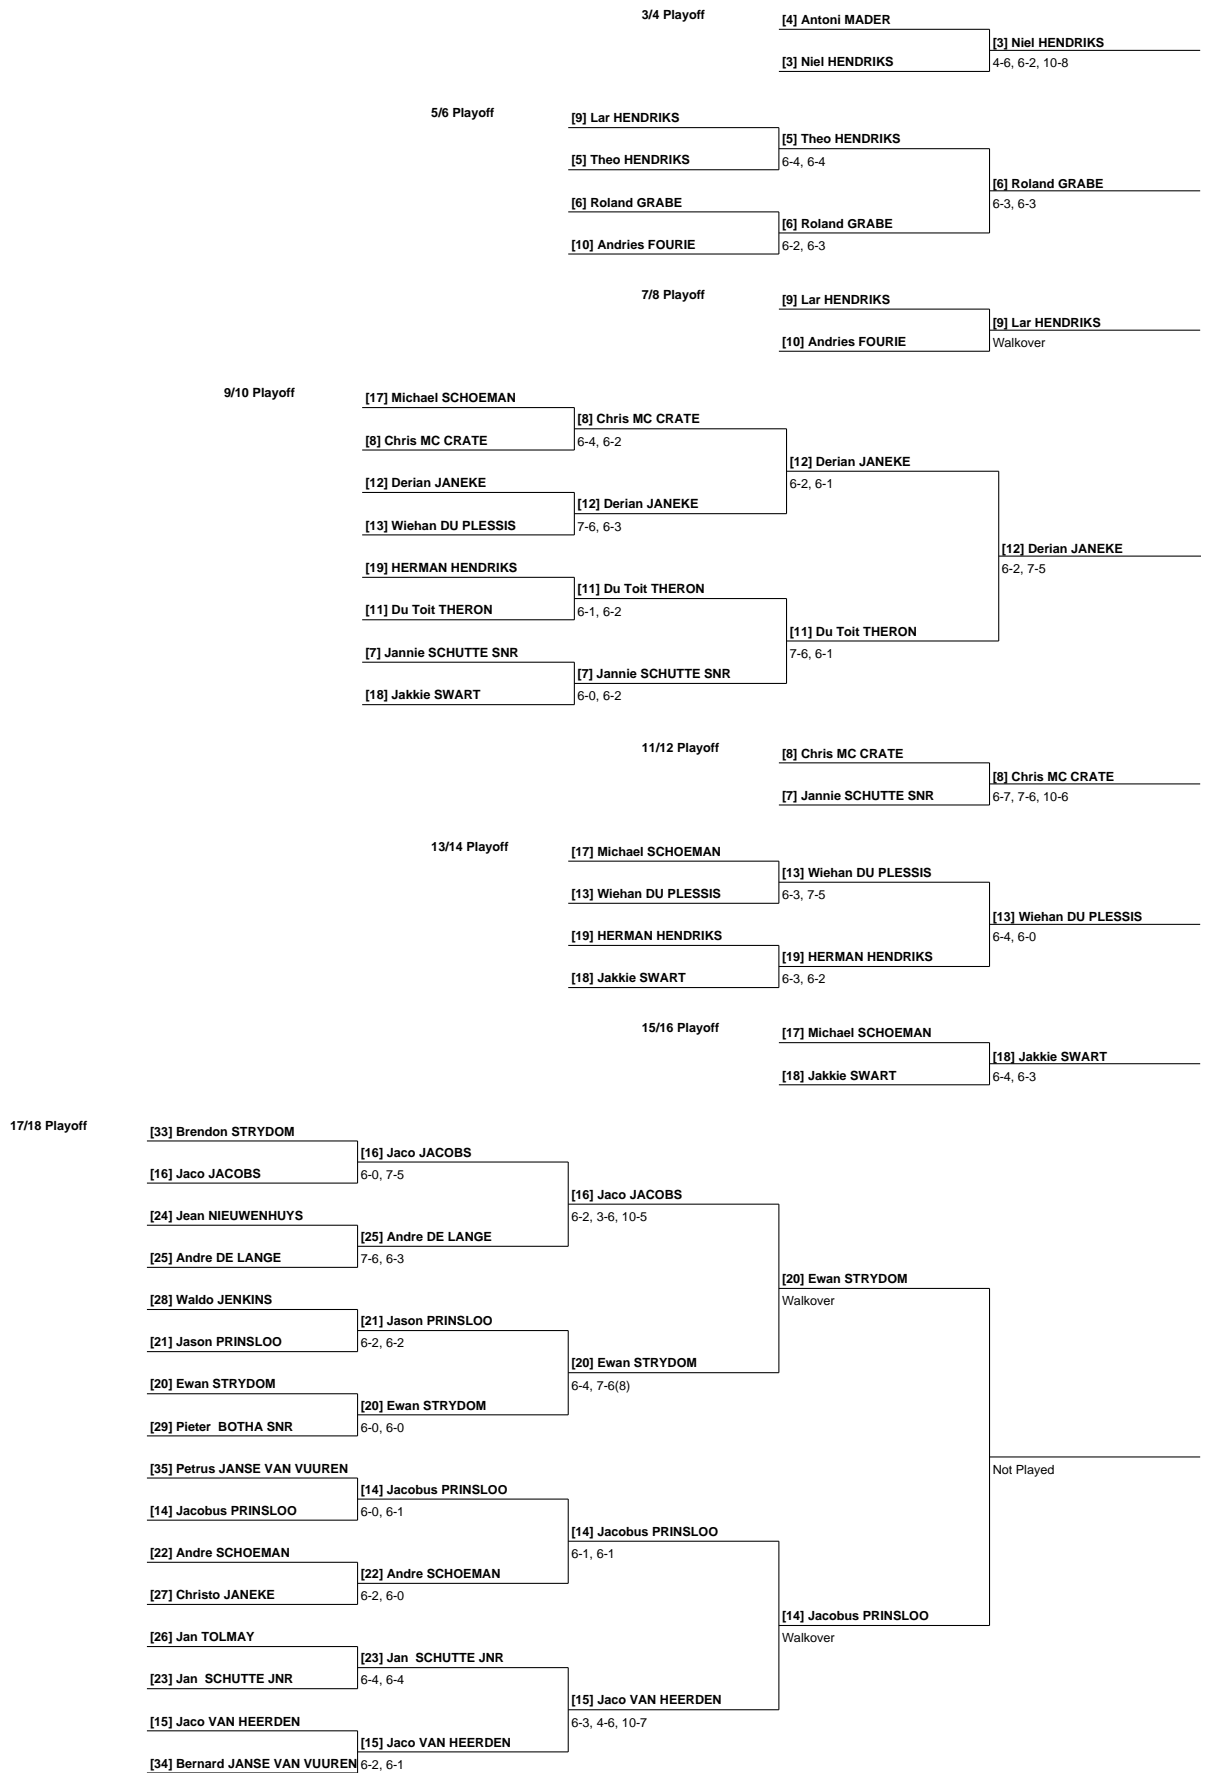 3/4 Playoff
[4] Antoni MADER
[3] Niel HENDRIKS
[3] Niel HENDRIKS
4-6, 6-2, 10-8
5/6 Playoff
[9] Lar HENDRIKS
[5] Theo HENDRIKS
[5] Theo HENDRIKS
6-4, 6-4
[6] Roland GRABE
6-3, 6-3
[6] Roland GRABE
[6] Roland GRABE
[10] Andries FOURIE
6-2, 6-3
7/8 Playoff
[9] Lar HENDRIKS
[9] Lar HENDRIKS
[10] Andries FOURIE
Walkover
9/10 Playoff
[17] Michael SCHOEMAN
[8] Chris MC CRATE
[8] Chris MC CRATE
6-4, 6-2
[12] Derian JANEKE
6-2, 6-1
[12] Derian JANEKE
[12] Derian JANEKE
[13] Wiehan DU PLESSIS
7-6, 6-3
[12] Derian JANEKE
6-2, 7-5
[19] HERMAN HENDRIKS
[11] Du Toit THERON
[11] Du Toit THERON
6-1, 6-2
[11] Du Toit THERON
7-6, 6-1
[7] Jannie SCHUTTE SNR
[7] Jannie SCHUTTE SNR
[18] Jakkie SWART
6-0, 6-2
11/12 Playoff
[8] Chris MC CRATE
[8] Chris MC CRATE
[7] Jannie SCHUTTE SNR
6-7, 7-6, 10-6
13/14 Playoff
[17] Michael SCHOEMAN
[13] Wiehan DU PLESSIS
[13] Wiehan DU PLESSIS
6-3, 7-5
[13] Wiehan DU PLESSIS
6-4, 6-0
[19] HERMAN HENDRIKS
[19] HERMAN HENDRIKS
[18] Jakkie SWART
6-3, 6-2
15/16 Playoff
[17] Michael SCHOEMAN
[18] Jakkie SWART
[18] Jakkie SWART
6-4, 6-3
17/18 Playoff
[33] Brendon STRYDOM
[16] Jaco JACOBS
[16] Jaco JACOBS
6-0, 7-5
[16] Jaco JACOBS
6-2, 3-6, 10-5
[24] Jean NIEUWENHUYS
[25] Andre DE LANGE
[25] Andre DE LANGE
7-6, 6-3
[20] Ewan STRYDOM
Walkover
[28] Waldo JENKINS
[21] Jason PRINSLOO
[21] Jason PRINSLOO
6-2, 6-2
[20] Ewan STRYDOM
6-4, 7-6(8)
[20] Ewan STRYDOM
[20] Ewan STRYDOM
[29] Pieter  BOTHA SNR
6-0, 6-0
Not Played
[35] Petrus JANSE VAN VUUREN
[14] Jacobus PRINSLOO
[14] Jacobus PRINSLOO
6-0, 6-1
[14] Jacobus PRINSLOO
6-1, 6-1
[22] Andre SCHOEMAN
[22] Andre SCHOEMAN
[27] Christo JANEKE
6-2, 6-0
[14] Jacobus PRINSLOO
Walkover
[26] Jan TOLMAY
[23] Jan  SCHUTTE JNR
[23] Jan  SCHUTTE JNR
6-4, 6-4
[15] Jaco VAN HEERDEN
6-3, 4-6, 10-7
[15] Jaco VAN HEERDEN
[15] Jaco VAN HEERDEN
[34] Bernard JANSE VAN VUUREN
6-2, 6-1